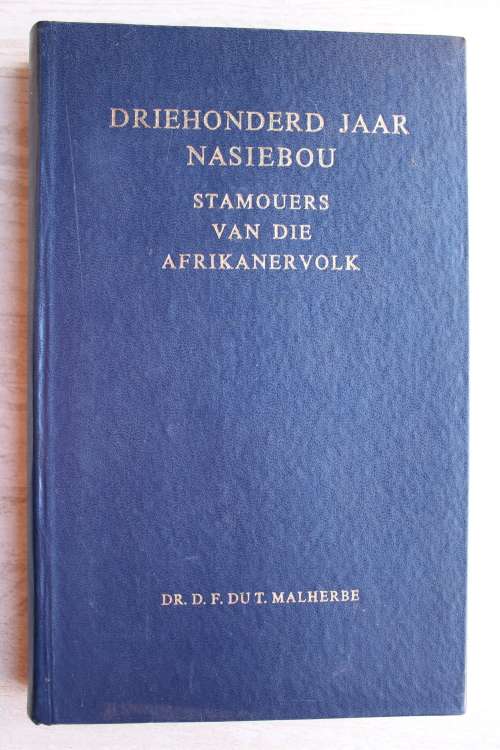 DRIEHONDERD JAAR
NASIEBOU
STAMOUERS
VAN DIE
AFRIKANERVOLK
DR. D. F. DU T. MALHERBE